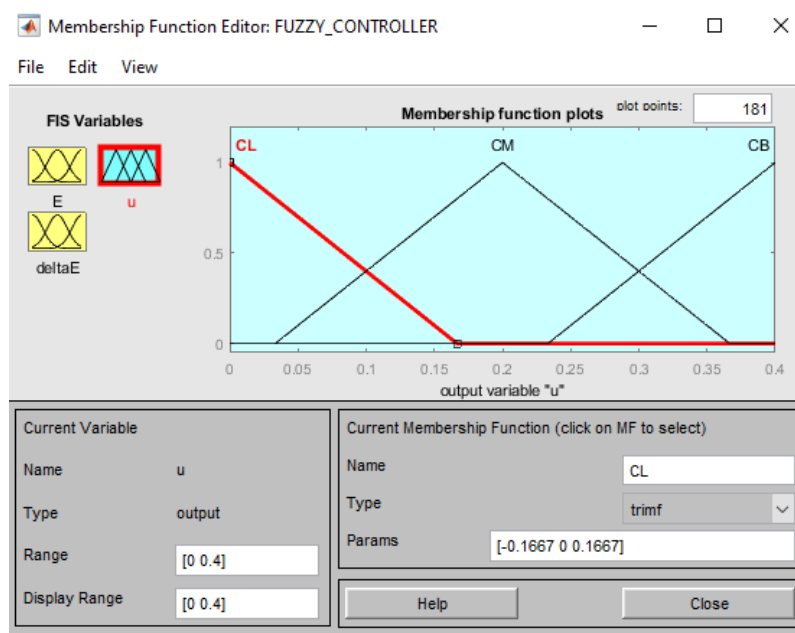 Membership Function Editor: FUZZY_CONTROLLER
File Edit View
FIS Variables
E
u
deltaE
Membership function plots
plot points:
181
CL
CM
CB
1
0.5
0
0 0.05 0.1 0.15 0.2 0.25 0.3 0.35 0.4
output variable "u"
Current Variable
Name u
Type output
Range [0 0.4]
Display Range [0 0.4]
Current Membership Function (click on MF to select)
Name CL
Type trimf
Params [-0.1667 0 0.1667]
Help Close